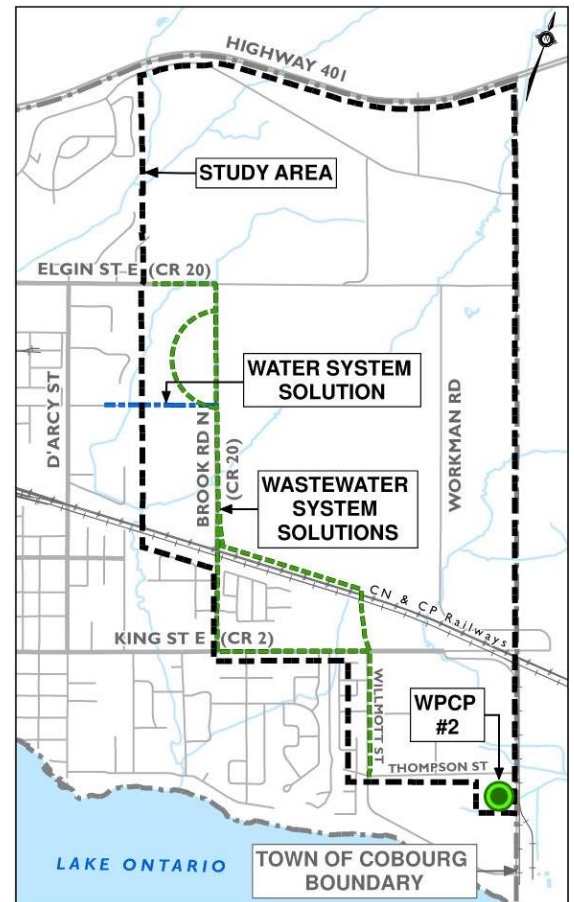 HIGHWAY 401
N
STUDY AREA
ELGIN ST E (CR 20)
WATER SYSTEM
SOLUTION
D'ARCY ST
BROOK RD N
(CR 20)
WORKMAN RD
WASTEWATER
SYSTEM
SOLUTIONS
CN & CP Railways
KING ST E (CR 2)
WILLMOTT ST
WPCP
#2
THOMPSON ST
LAKE ONTARIO
TOWN OF COBOURG
BOUNDARY